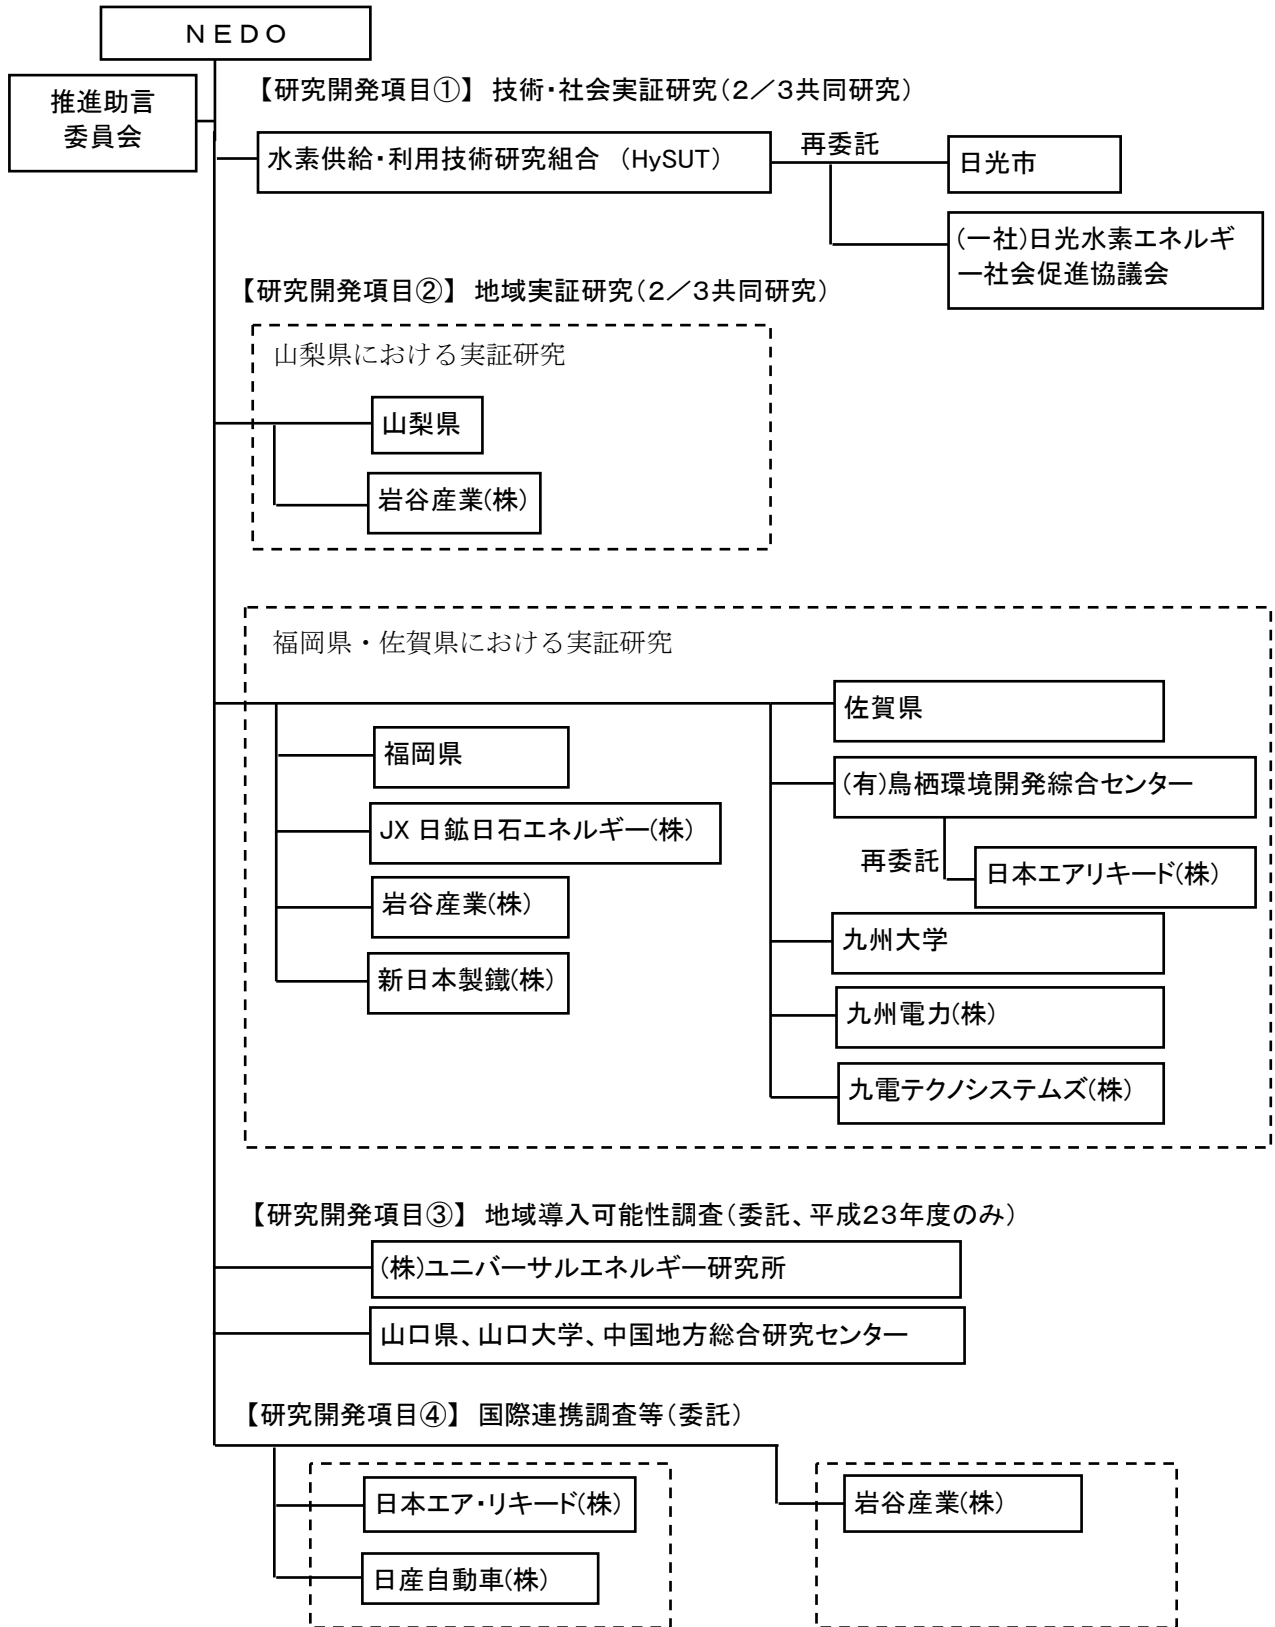 ＮＥＤＯ
推進助言
委員会
【研究開発項目①】 技術・社会実証研究（２／３共同研究）
水素供給・利用技術研究組合 （HySUT）
再委託
日光市
(一社)日光水素エネルギ
ー社会促進協議会
【研究開発項目②】 地域実証研究（２／３共同研究）
山梨県における実証研究
山梨県
岩谷産業(株)
福岡県・佐賀県における実証研究
福岡県
JX 日鉱日石エネルギー(株)
岩谷産業(株)
新日本製鐵(株)
佐賀県
(有)鳥栖環境開発綜合センター
再委託
日本エアリキード(株)
九州大学
九州電力(株)
九電テクノシステムズ(株)
【研究開発項目③】 地域導入可能性調査（委託、平成２３年度のみ）
(株)ユニバーサルエネルギー研究所
山口県、山口大学、中国地方総合研究センター
【研究開発項目④】 国際連携調査等（委託）
日本エア・リキード(株)
日産自動車(株)
岩谷産業(株)